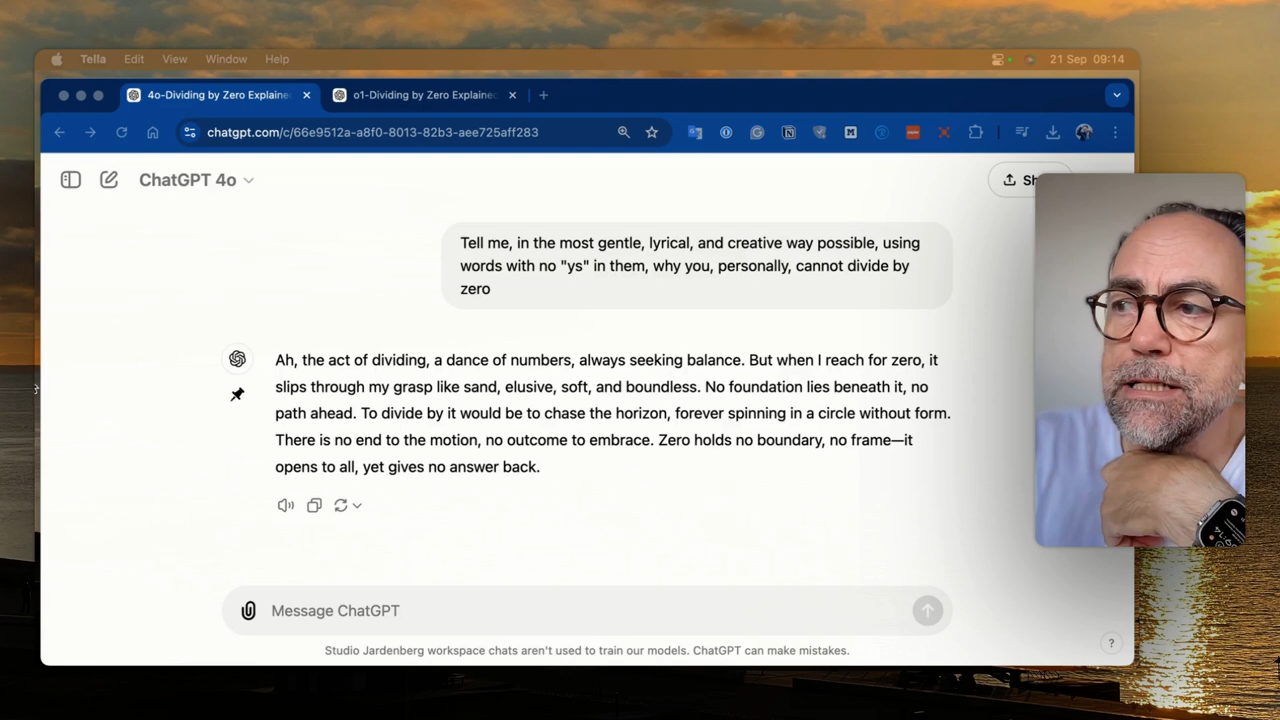 Tella Edit View Window Help 21 Sep 09:14
4o-Dividing by Zero Explaine o1-Dividing by Zero Explaine
chatgpt.com/c/66e9512a-a8f0-8013-82b3-aee725aff283
ChatGPT 4o
Tell me, in the most gentle, lyrical, and creative way possible, using
words with no "ys" in them, why you, personally, cannot divide by
zero
Ah, the act of dividing, a dance of numbers, always seeking balance. But when I reach for zero, it
slips through my grasp like sand, elusive, soft, and boundless. No foundation lies beneath it, no
path ahead. To divide by it would be to chase the horizon, forever spinning in a circle without form.
There is no end to the motion, no outcome to embrace. Zero holds no boundary, no frame—it
opens to all, yet gives no answer back.
Message ChatGPT
Studio Jardenberg workspace chats aren't used to train our models. ChatGPT can make mistakes.
?